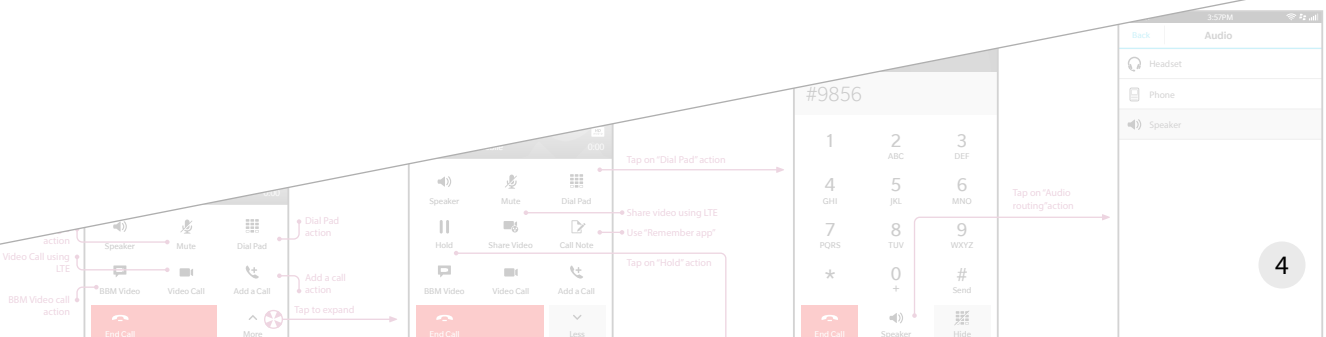 3:57PM
Back
Audio
Headset
Phone
Speaker
4
#9856
1
2
ABC
3
DEF
4
GHI
5
JKL
6
MNO
7
PQRS
8
TUV
9
WXYZ
*
0
+
#
Send
End Call
Speaker
Hide
Tap on "Audio
routing"action
0:00
Speaker
Mute
Dial Pad
Hold
Share Video
Call Note
BBM Video
Video Call
Add a Call
End Call
Less
Tap on "Dial Pad" action
Share video using LTE
Use "Remember app"
Tap on "Hold" action
Speaker
Mute
Dial Pad
BBM Video
Video Call
Add a Call
End Call
More
action
Video Call using
LTE
BBM Video call
action
Dial Pad
action
Add a call
action
Tap to expand